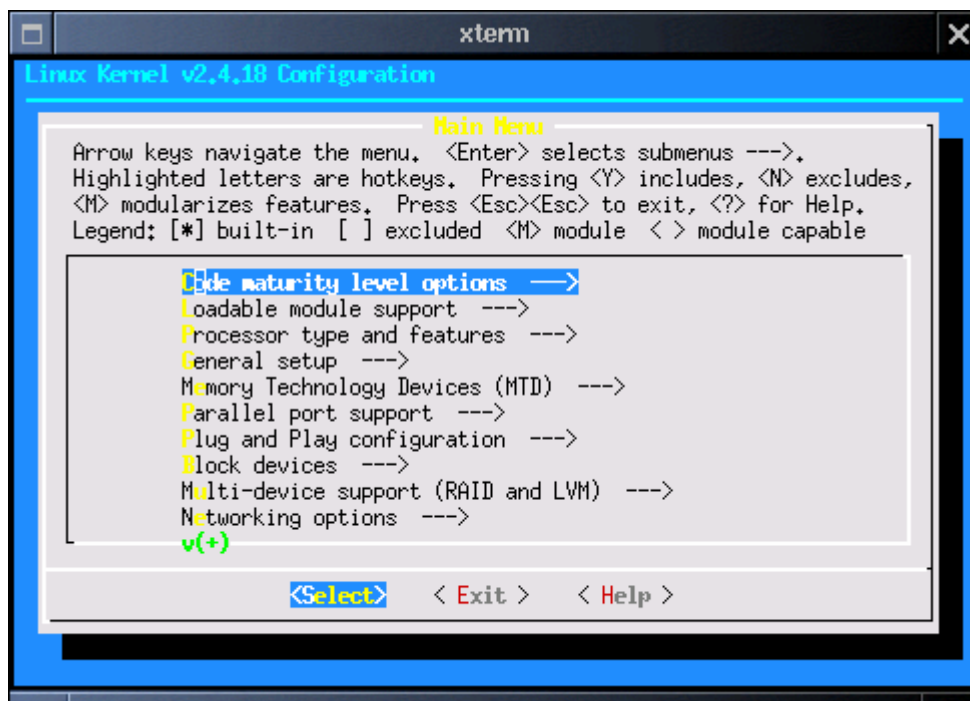 xterm
Linux Kernel v2.4.18 Configuration
Main Menu
Arrow keys navigate the menu.  <Enter> selects submenus --->.
Highlighted letters are hotkeys.  Pressing <Y> includes, <N> excludes,
<M> modularizes features.  Press <Esc><Esc> to exit, <?> for Help.
Legend: [*] built-in  [ ] excluded  <M> module  < > module capable
Code maturity level options  --->
Loadable module support  --->
Processor type and features  --->
General setup  --->
Memory Technology Devices (MTD)  --->
Parallel port support  --->
Plug and Play configuration  --->
Block devices  --->
Multi-device support (RAID and LVM)  --->
Networking options  --->
v(+)
<Select>    < Exit >    < Help >